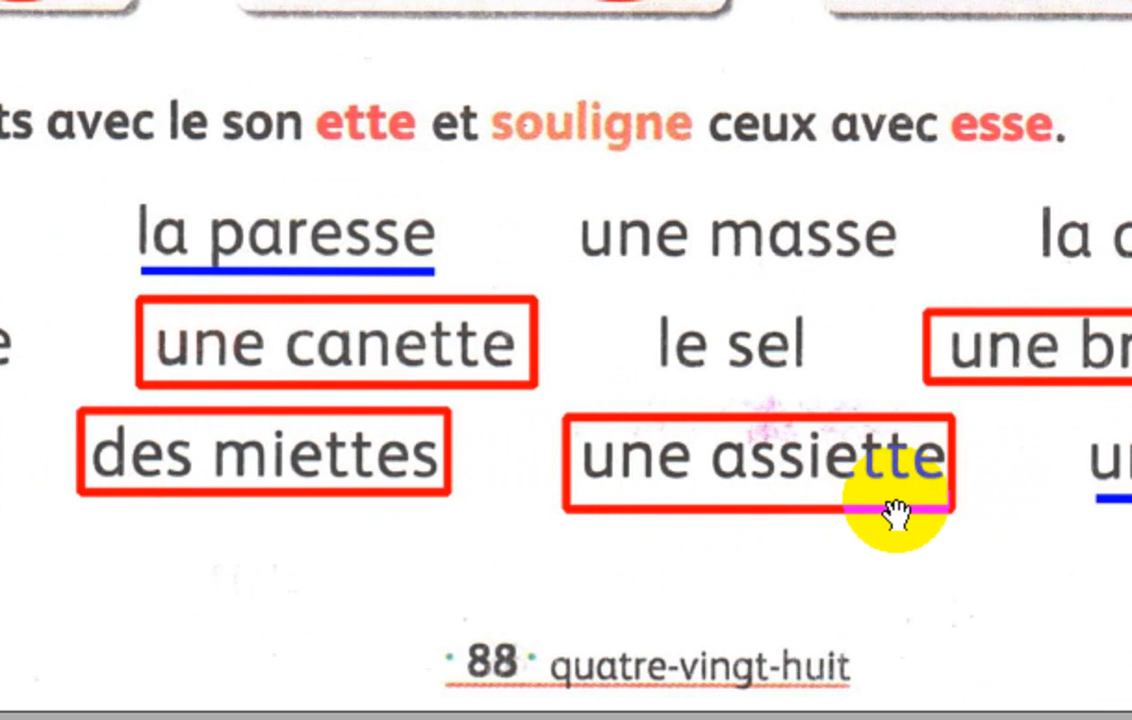 ts avec le son ette et souligne ceux avec esse.
la paresse une masse la
une canette le sel une br
des miettes une assiette
88 quatre-vingt-huit